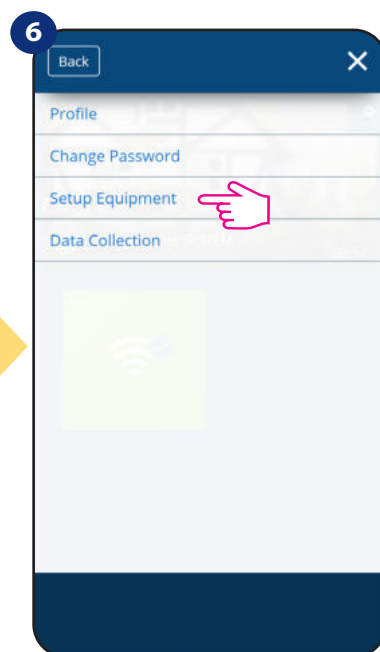 6
Back
Profile
Change Password
Setup Equipment
Data Collection